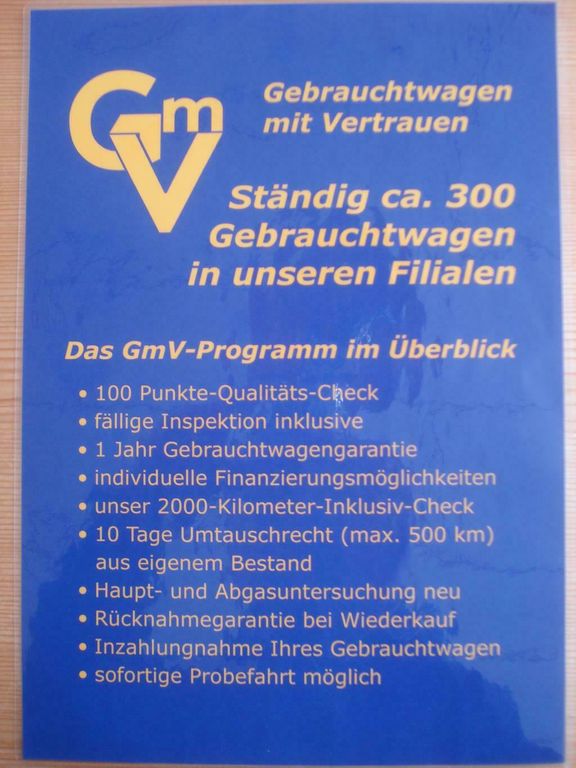 GmV
Gebrauchtwagen
mit Vertrauen
Ständig ca. 300
Gebrauchtwagen
in unseren Filialen
Das GmV-Programm im Überblick
• 100 Punkte-Qualitäts-Check
• fällige Inspektion inklusive
• 1 Jahr Gebrauchtwagengarantie
• individuelle Finanzierungsmöglichkeiten
• unser 2000-Kilometer-Inklusiv-Check
• 10 Tage Umtauschrecht (max. 500 km)
aus eigenem Bestand
• Haupt- und Abgasuntersuchung neu
• Rücknahmegarantie bei Wiederkauf
• Inzahlungnahme Ihres Gebrauchtwagen
• sofortige Probefahrt möglich